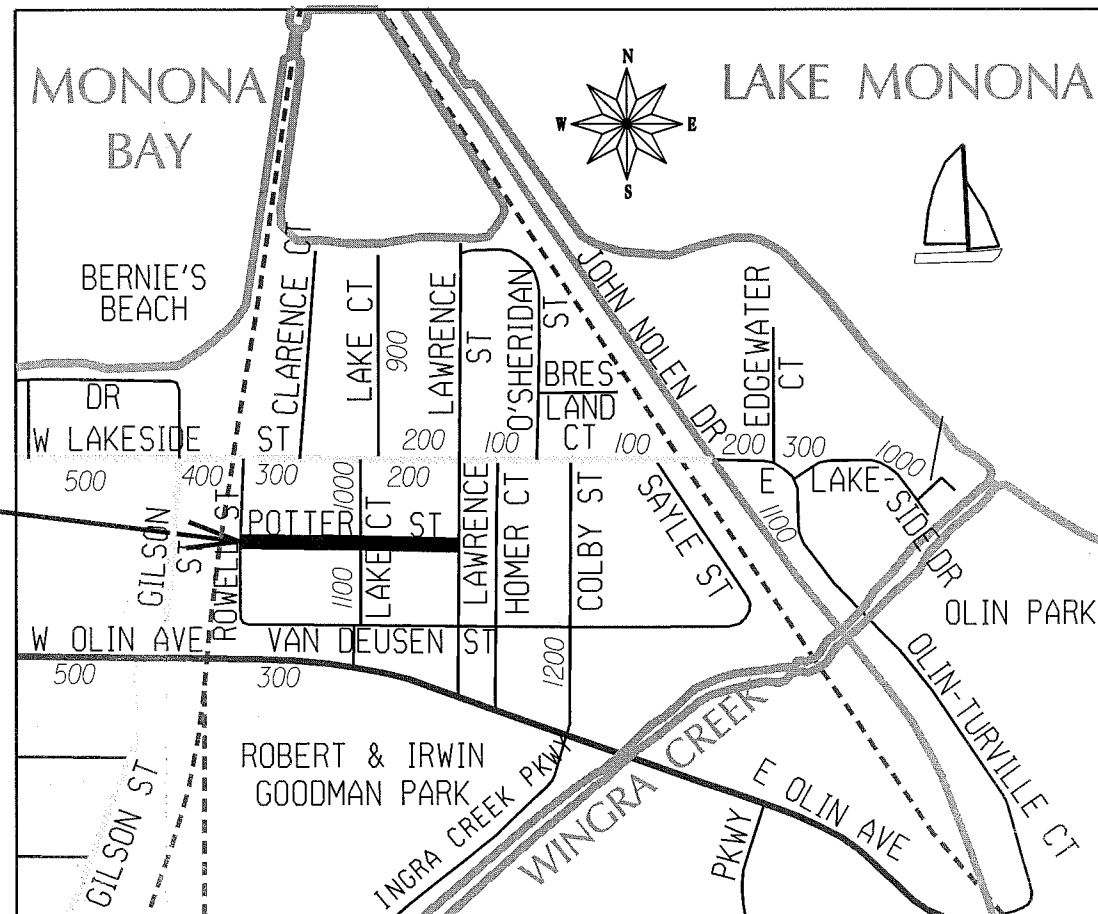 MONONA
BAY
N
W
E
S
LAKE MONONA
BERNIE'S
BEACH
CLARENCE CT
LAKE CT
900
LAWRENCE
ST
O'SHERIDAN
ST
JOHN NOLEN DR
EDGEWATER
CT
BRES
LAND
CT
DR
W LAKESIDE
ST
200
100
100
200
300
1000
500
400
300
1000
200
E
LAKE-
SIDE DR
1100
GILSON
ST
ROWELL ST
POTTER
ST
LAKE CT
1100
LAWRENCE
HOMER CT
COLBY ST
SAYLE ST
OLIN PARK
W OLIN AVE
VAN DEUSEN ST
500
300
1200
OLIN-TURVILLE CT
ROBERT & IRWIN
GOODMAN PARK
INGRA CREEK PKWY
WINGRA CREEK
E OLIN AVE
PKWY
GILSON ST